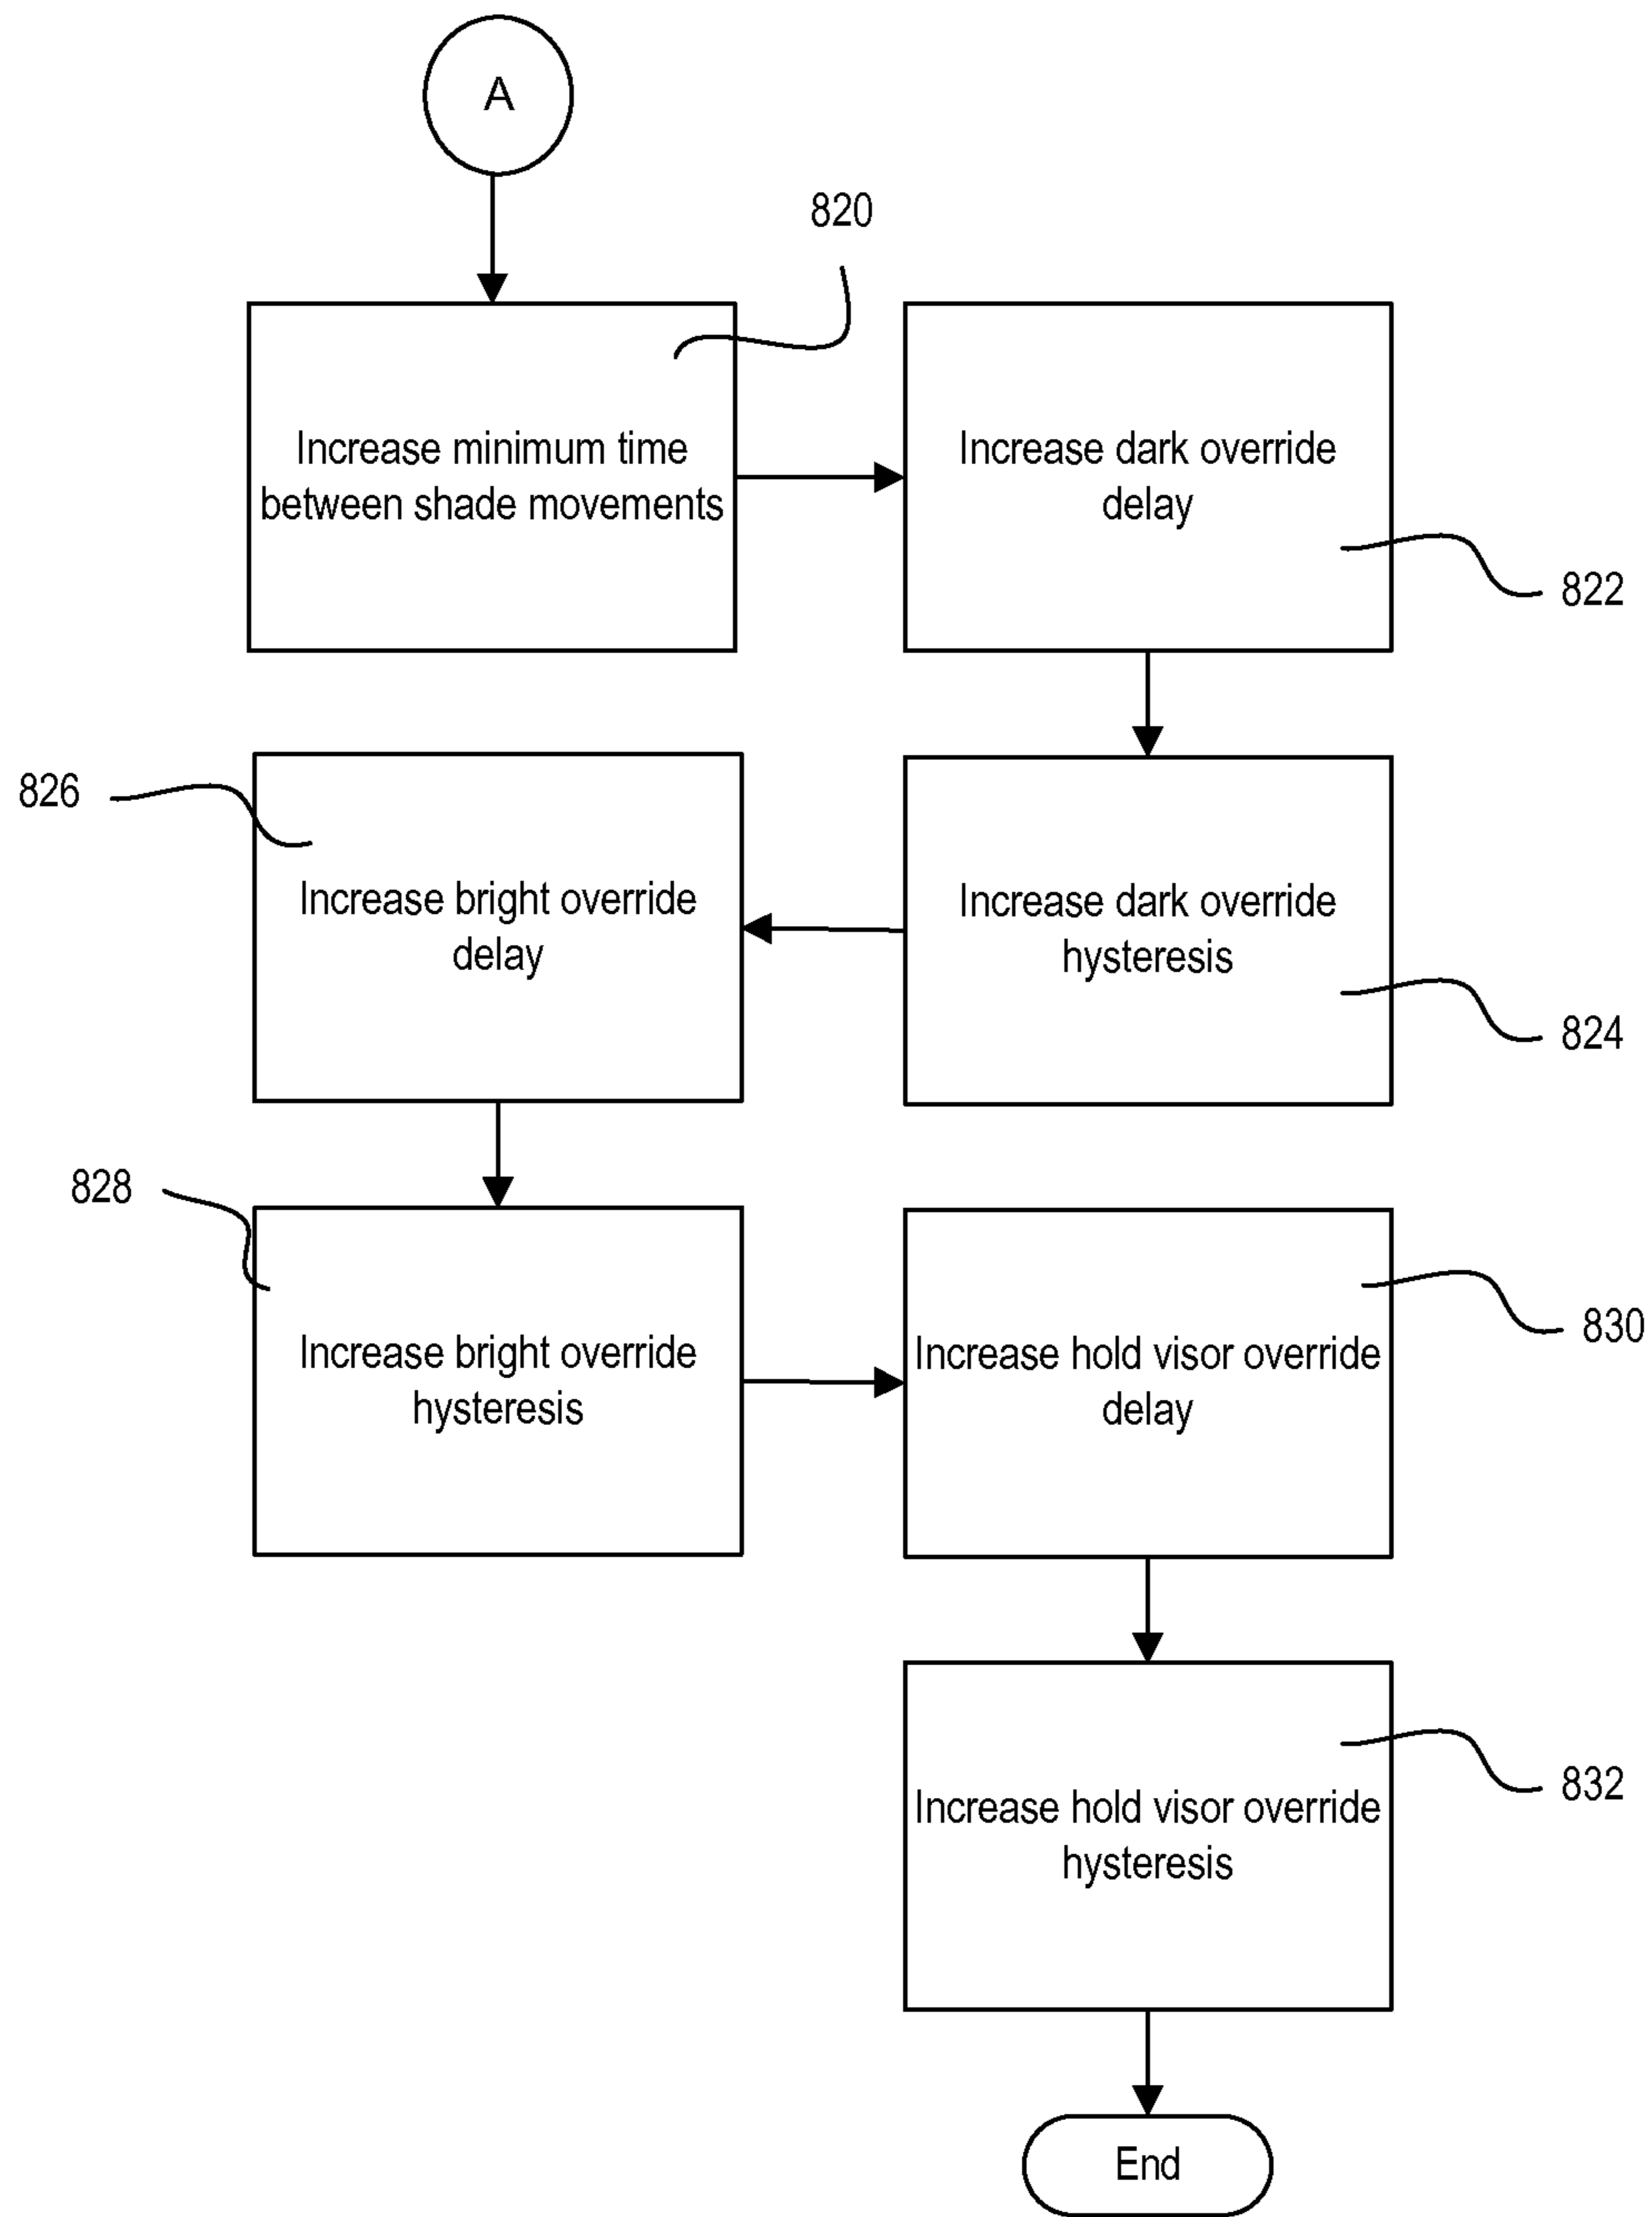 A
820
Increase minimum time
between shade movements
Increase dark override
delay
822
826
Increase bright override
delay
Increase dark override
hysteresis
824
828
Increase bright override
hysteresis
Increase hold visor override
delay
830
Increase hold visor override
hysteresis
832
End